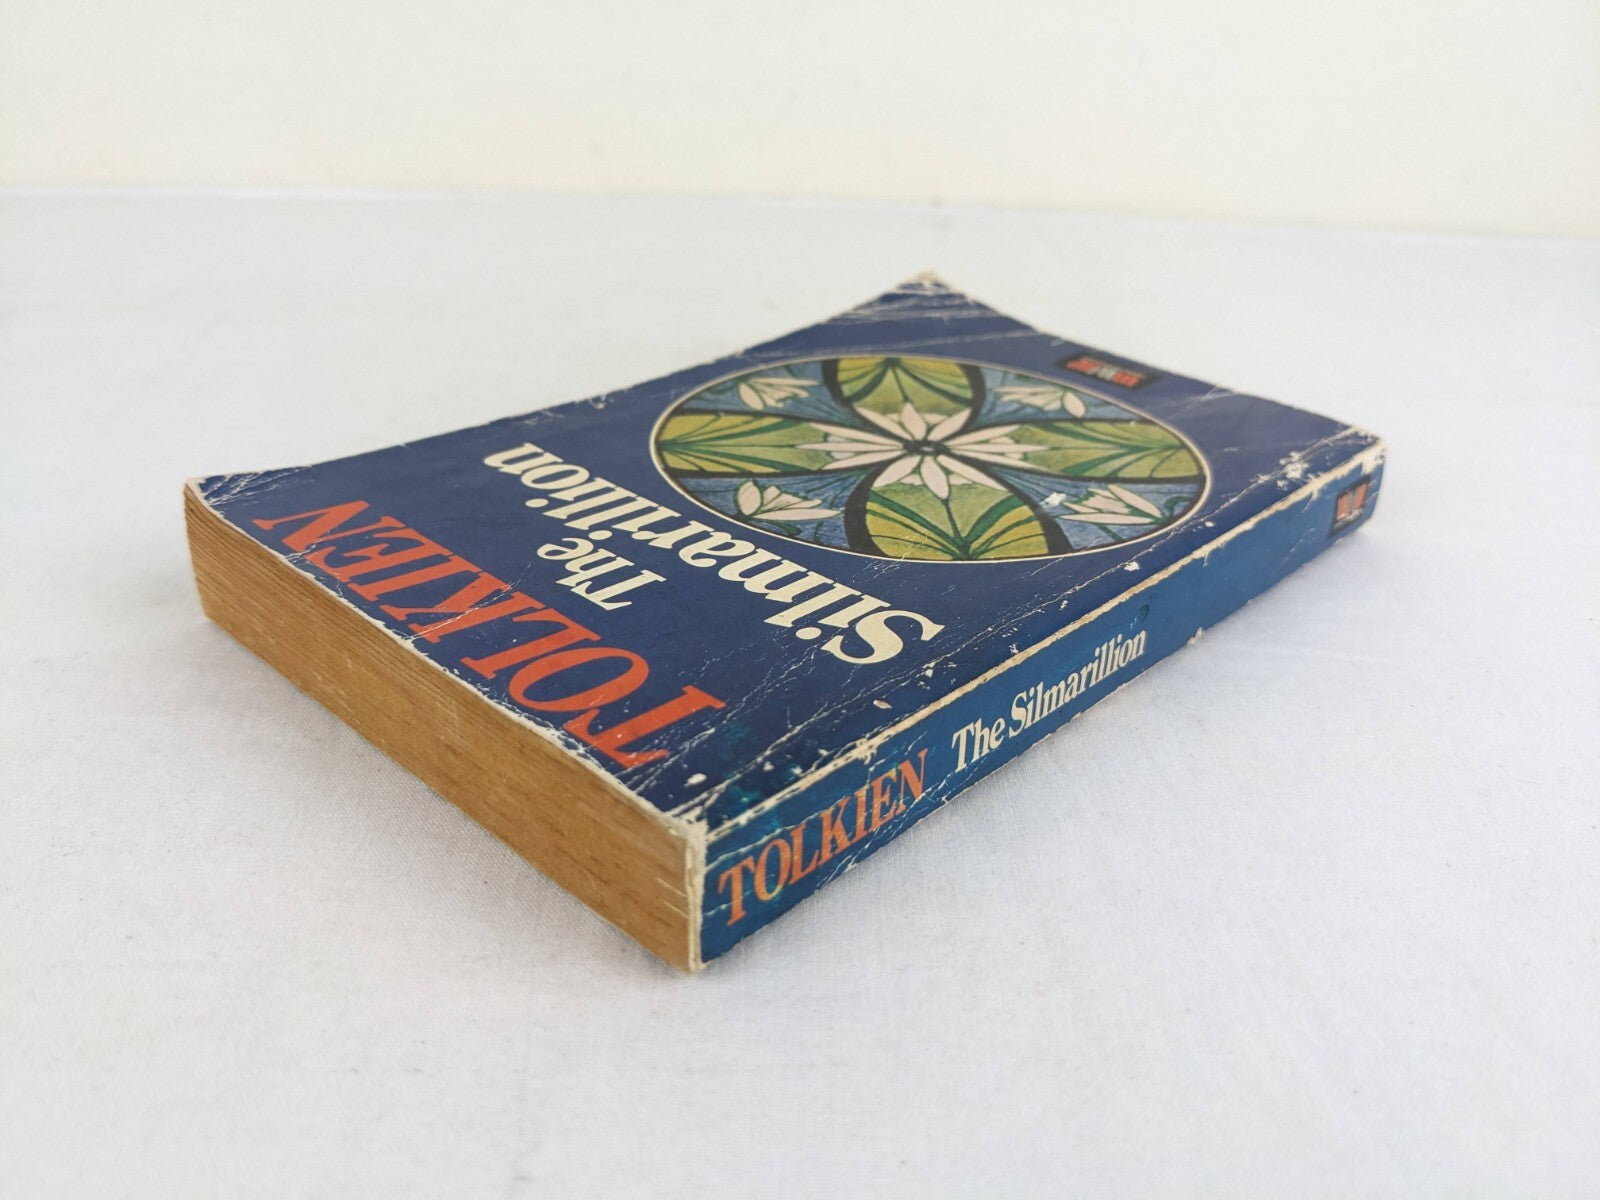 TOLKIEN
The
Silmarillion
TOLKIEN The Silmarillion